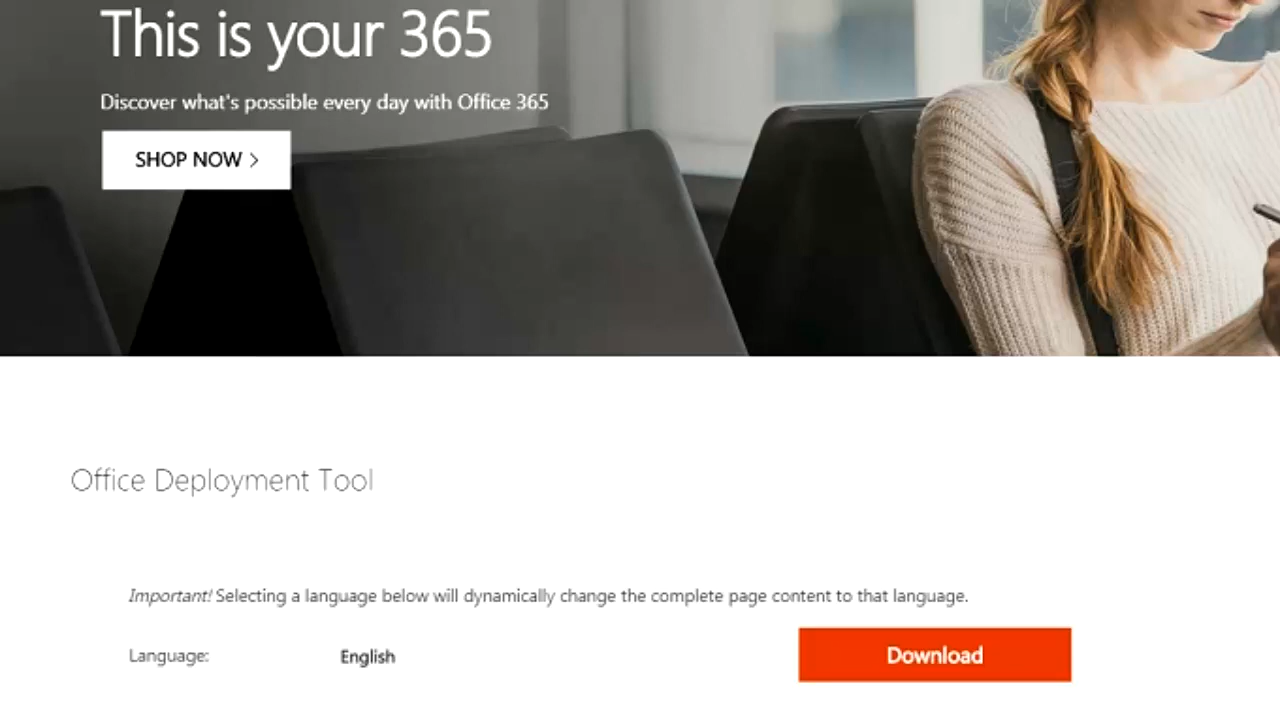 This is your 365
Discover what's possible every day with Office 365
SHOP NOW >
Office Deployment Tool
Important! Selecting a language below will dynamically change the complete page content to that language.
Language: English Download